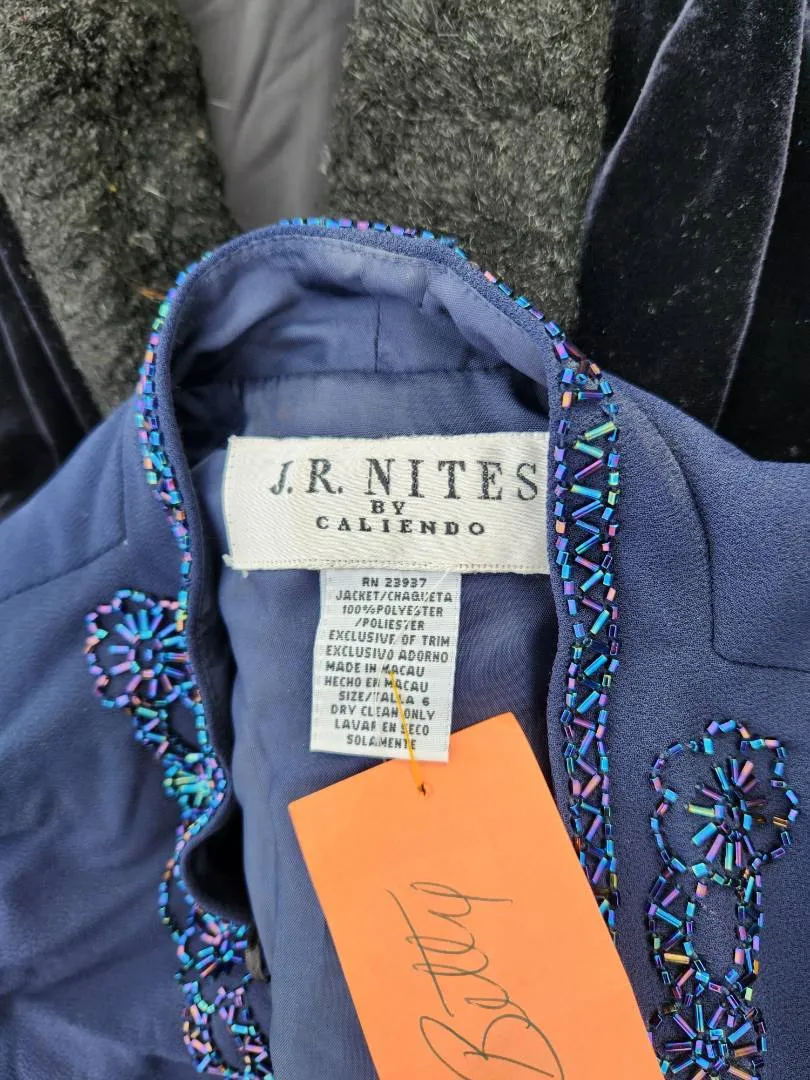 J.R. NITES
BY
CALIENDO
RN 23937
JACKET/CHAQUETA
100%POLYESTER
/POLIESTER
EXCLUSIVE OF TRIM
EXCLUSIVO ADORNO
MADE IN MACAU
HECHO EN MACAU
SIZE/TALLA 6
DRY CLEAN ONLY
LAVAR EN SECO
SOLAMENTE
Betty